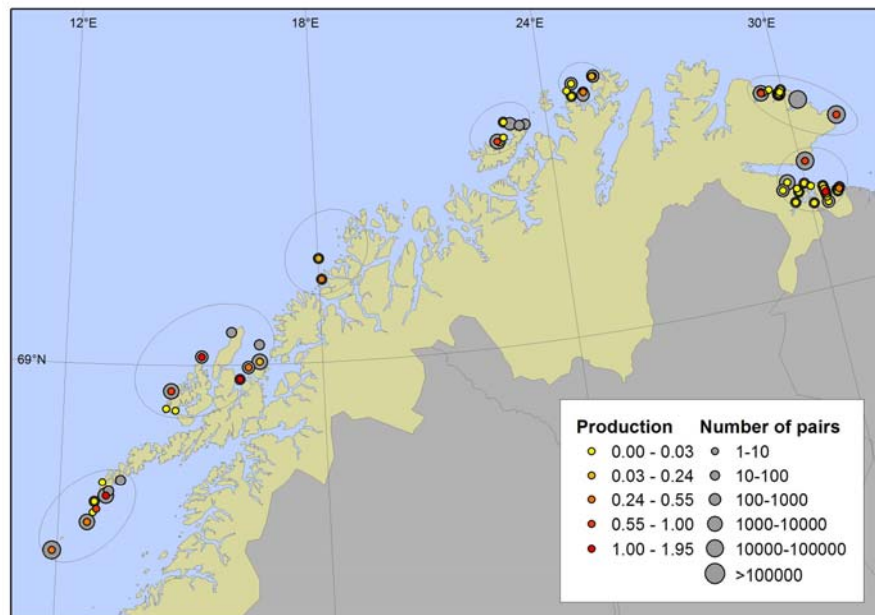 12°E
18°E
24°E
30°E
69°N
Production
Number of pairs
0.00 - 0.03
1-10
0.03 - 0.24
10-100
0.24 - 0.55
100-1000
0.55 - 1.00
1000-10000
1.00 - 1.95
10000-100000
>100000